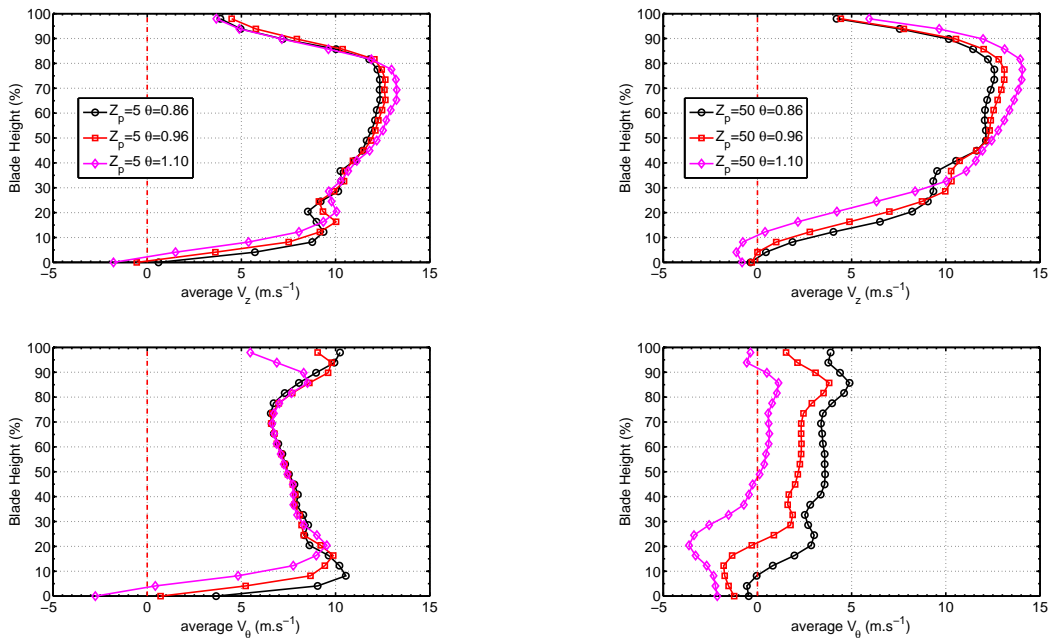 100
90
80
70
60
50
40
30
20
10
0
Blade Height (%)
Z_p=5 θ=0.86
Z_p=5 θ=0.96
Z_p=5 θ=1.10
−5 0 5 10 15
average V_z (m.s⁻¹)
100
90
80
70
60
50
40
30
20
10
0
Blade Height (%)
Z_p=50 θ=0.86
Z_p=50 θ=0.96
Z_p=50 θ=1.10
−5 0 5 10 15
average V_z (m.s⁻¹)
100
90
80
70
60
50
40
30
20
10
0
Blade Height (%)
−5 0 5 10 15
average V_θ (m.s⁻¹)
100
90
80
70
60
50
40
30
20
10
0
Blade Height (%)
−5 0 5 10 15
average V_θ (m.s⁻¹)